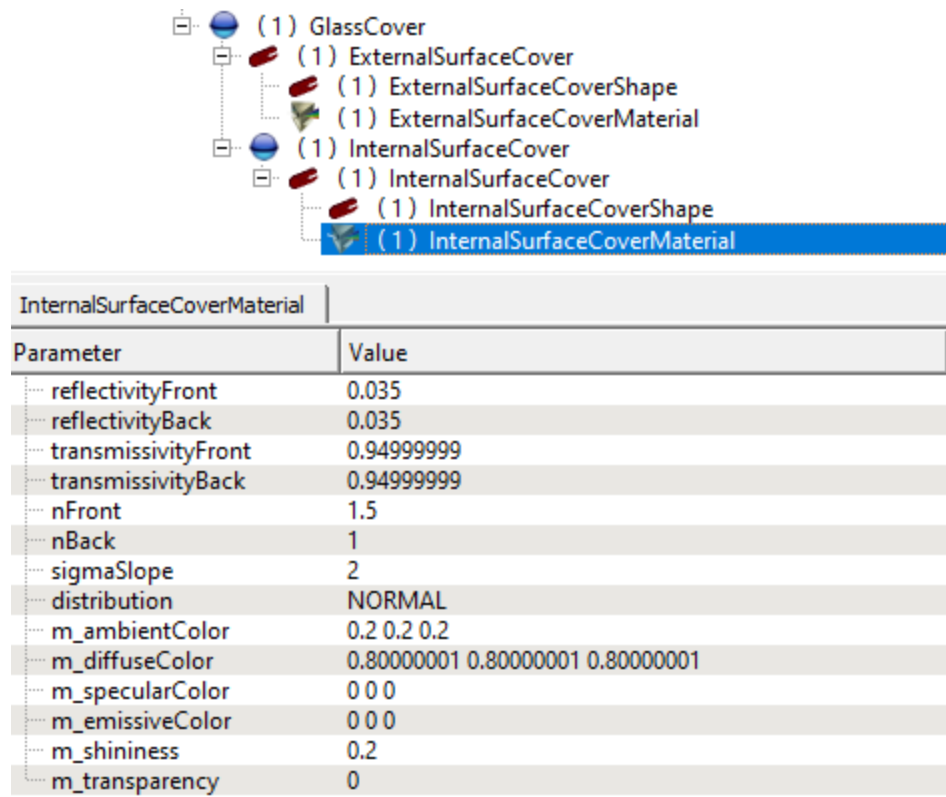 (1) GlassCover
(1) ExternalSurfaceCover
(1) ExternalSurfaceCoverShape
(1) ExternalSurfaceCoverMaterial
(1) InternalSurfaceCover
(1) InternalSurfaceCover
(1) InternalSurfaceCoverShape
(1) InternalSurfaceCoverMaterial
InternalSurfaceCoverMaterial
Parameter Value
reflectivityFront 0.035
reflectivityBack 0.035
transmissivityFront 0.94999999
transmissivityBack 0.94999999
nFront 1.5
nBack 1
sigmaSlope 2
distribution NORMAL
m_ambientColor 0.2 0.2 0.2
m_diffuseColor 0.80000001 0.80000001 0.80000001
m_specularColor 0 0 0
m_emissiveColor 0 0 0
m_shininess 0.2
m_transparency 0